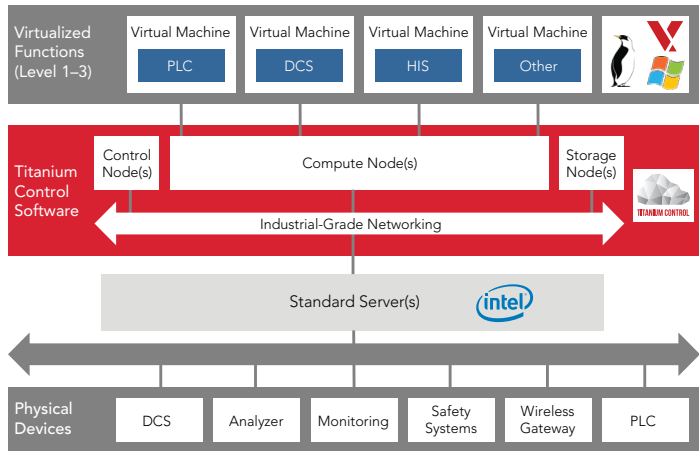 Virtualized
Functions
(Level 1–3)
Virtual Machine
PLC
Virtual Machine
DCS
Virtual Machine
HIS
Virtual Machine
Other
Titanium
Control
Software
Control
Node(s)
Compute Node(s)
Storage
Node(s)
TITANIUM CONTROL
Industrial-Grade Networking
Standard Server(s)
intel
Physical
Devices
DCS
Analyzer
Monitoring
Safety
Systems
Wireless
Gateway
PLC